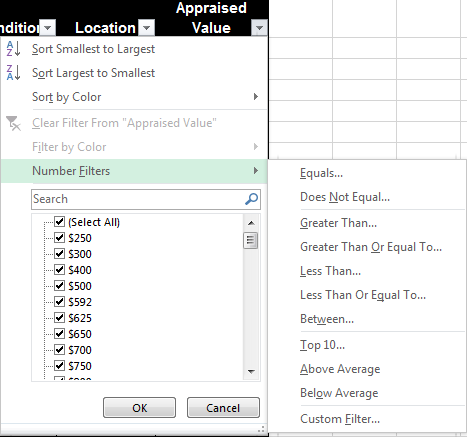 Appraised
ndition Location Value
Sort Smallest to Largest
Sort Largest to Smallest
Sort by Color
Clear Filter From "Appraised Value"
Filter by Color
Number Filters
Search
(Select All)
$250
$300
$400
$500
$592
$625
$650
$700
$750
OK Cancel
Equals...
Does Not Equal...
Greater Than...
Greater Than Or Equal To...
Less Than...
Less Than Or Equal To...
Between...
Top 10...
Above Average
Below Average
Custom Filter...